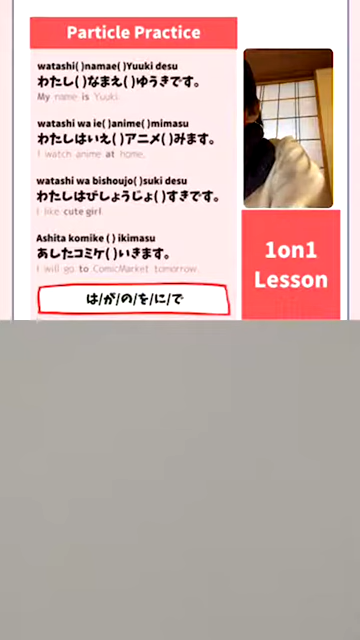 Particle Practice
watashi( )namae( )Yuuki desu
わたし( )なまえ( )ゆうきです。
My name is Yuuki.
watashi wa ie( )anime( )mimasu
わたしはいえ( )アニメ( )みます。
I watch anime at home.
watashi wa bishoujo( )suki desu
わたしはびしょうじょ( )すきです。
I like cute girl
Ashita komike ( ) ikimasu
あしたコミケ( )いきます。
I will go to ComicMarket tomorrow.
は/が/の/を/に/で
1on1
Lesson